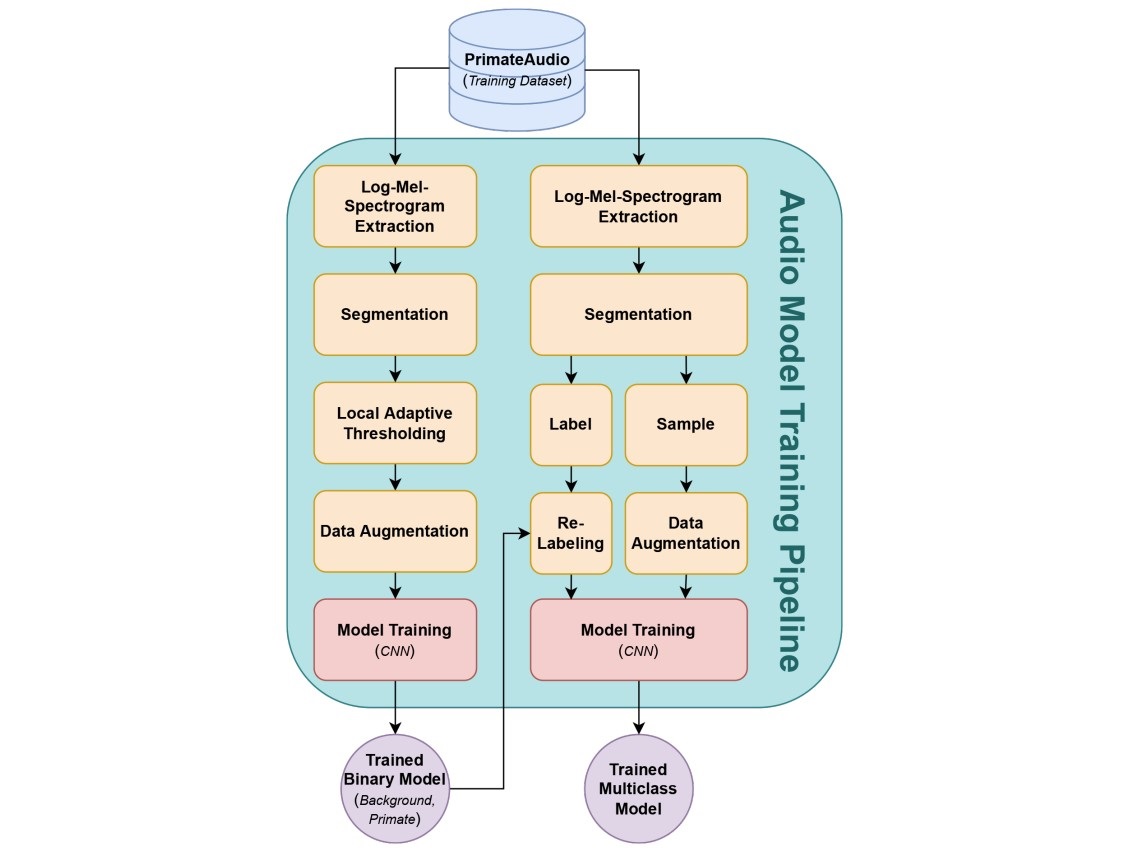 PrimateAudio
(Training Dataset)
Log-Mel-
Spectrogram
Extraction
Segmentation
Local Adaptive
Thresholding
Data Augmentation
Model Training
(CNN)
Trained
Binary Model
(Background,
Primate)
Log-Mel-Spectrogram
Extraction
Segmentation
Label
Sample
Re-
Labeling
Data
Augmentation
Model Training
(CNN)
Trained
Multiclass
Model
Audio Model Training Pipeline